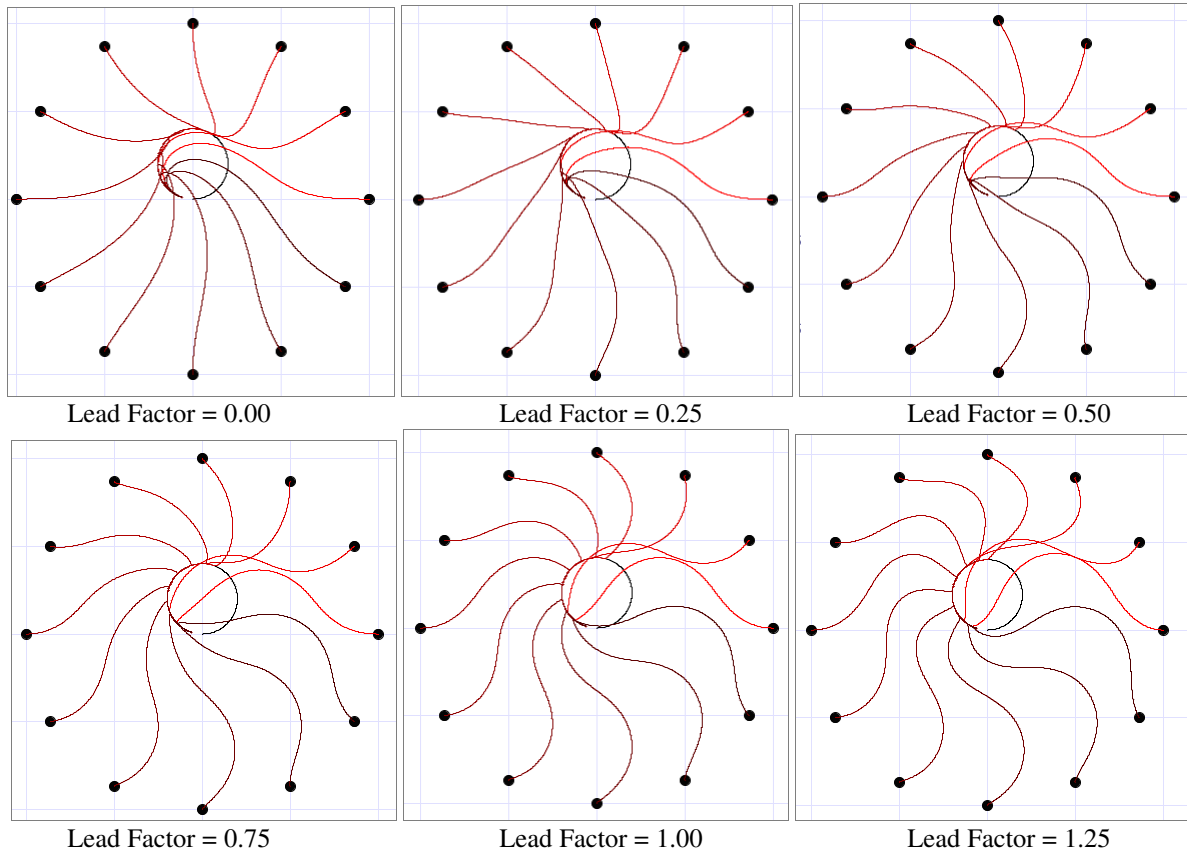 Lead Factor = 0.00
Lead Factor = 0.25
Lead Factor = 0.50
Lead Factor = 0.75
Lead Factor = 1.00
Lead Factor = 1.25